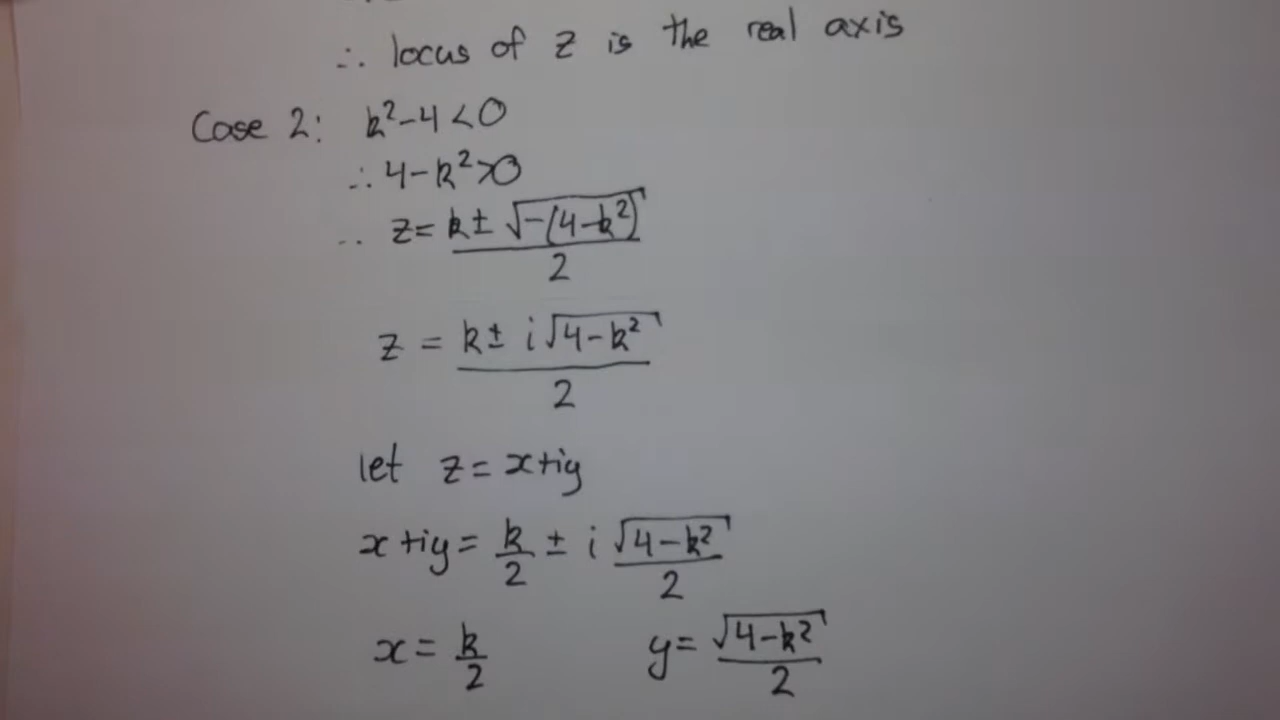 ∴ locus of z is the real axis
Case 2: k²-4<0
∴ 4-k²>0
∴ z = (k ± √(-(4-k²)))/2
z = (k ± i√(4-k²))/2
let z = x+iy
x+iy = k/2 ± i √(4-k²)/2
x = k/2 y = √(4-k²)/2